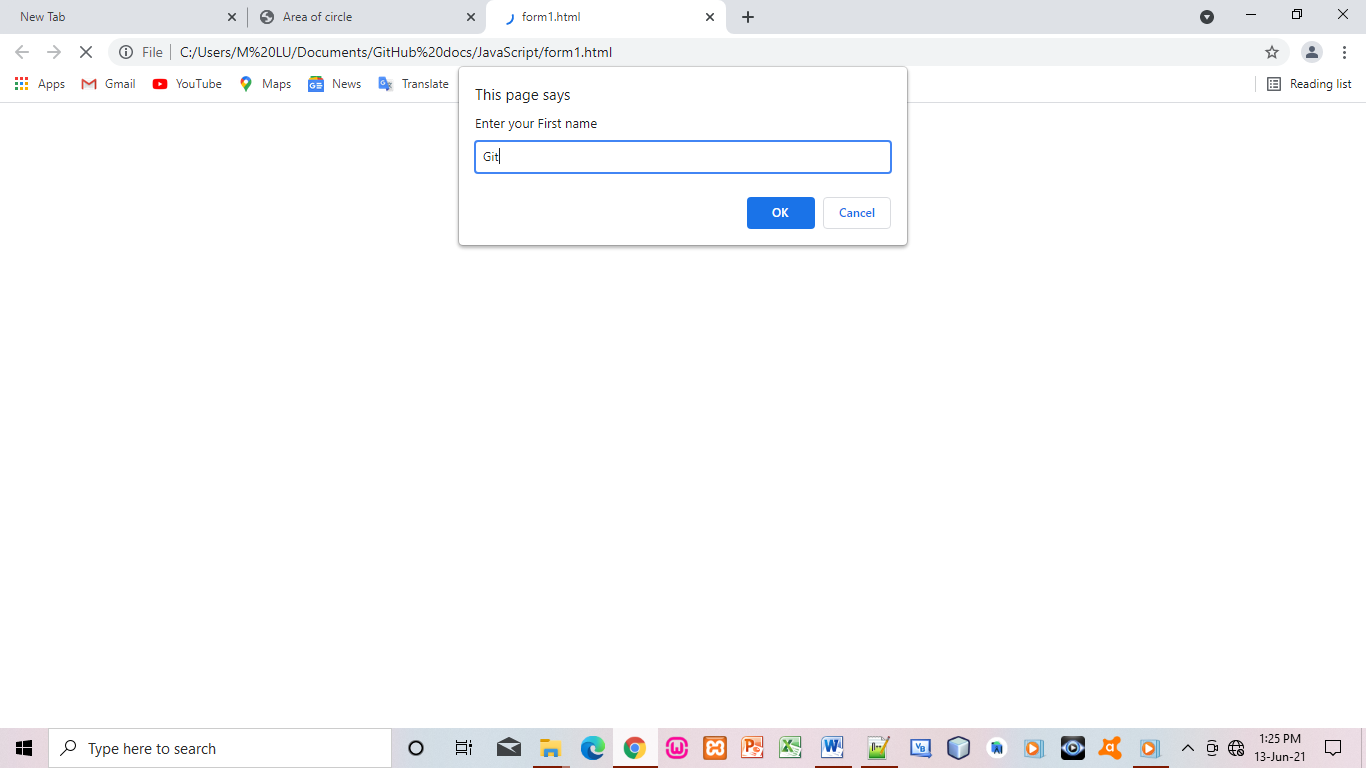 New Tab
Area of circle
form1.html
File
C:/Users/M%20LU/Documents/GitHub%20docs/JavaScript/form1.html
Apps
Gmail
YouTube
Maps
News
Translate
Reading list
This page says
Enter your First name
Git
OK
Cancel
Type here to search
1:25 PM
13-Jun-21